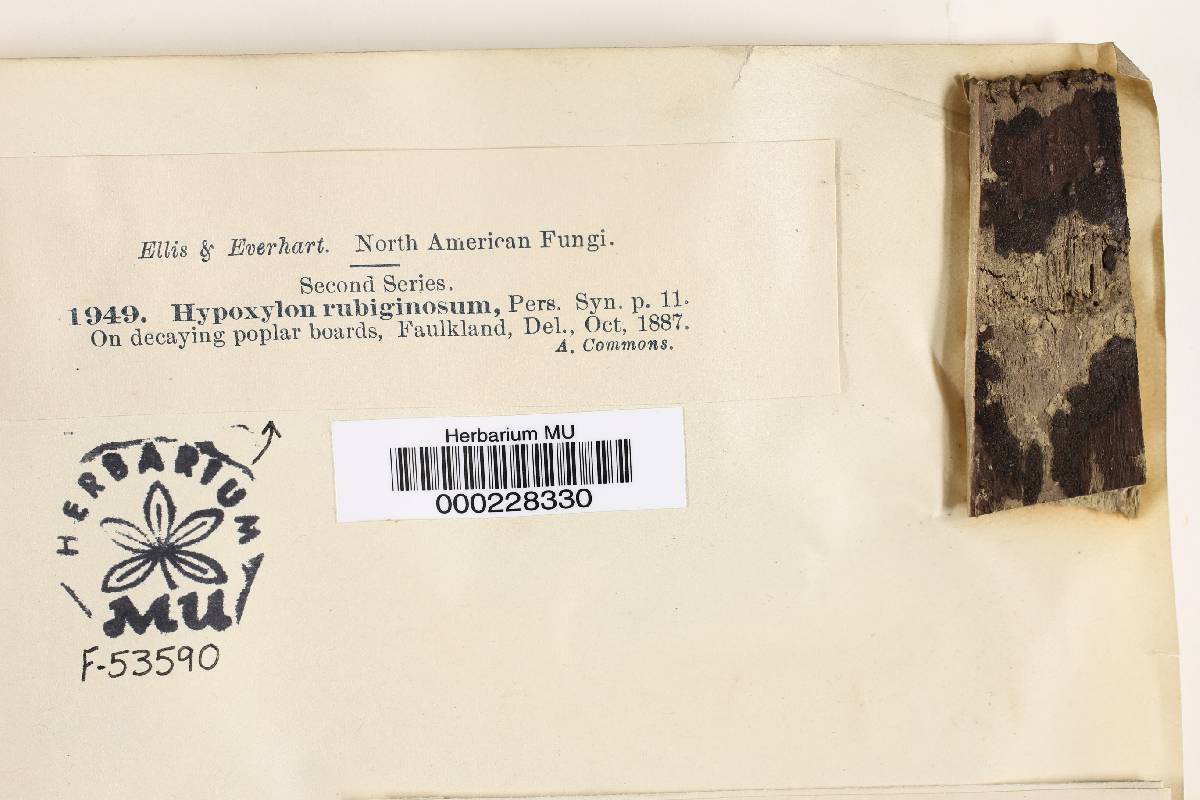 Ellis & Everhart. North American Fungi.
Second Series.
1949. Hypoxylon rubiginosum, Pers. Syn. p. 11.
On decaying poplar boards, Faulkland, Del., Oct, 1887.
A. Commons.
HERBARIUM
MU
F-53590
Herbarium MU
000228330